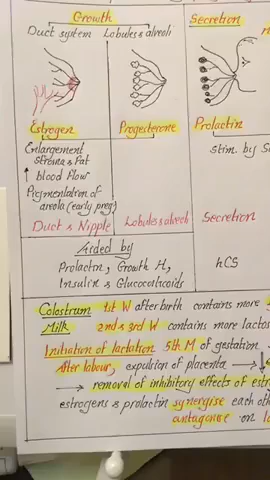 Growth
Duct system Lobules & alveoli
Estrogen Progesterone
Enlargement
Stroma & Fat
↑ blood flow
Pigmentation of
areola (early preg)
Duct & Nipple Lobules & alveoli
Aided by
Prolactin, Growth H,
Insulin & Glucocorticoids
Secretion
Prolactin
stim. by
Secretion
hCS
Colostrum 1st W after birth contains more
Milk 2nd & 3rd W contains more lactos
Initiation of lactation 5th M of gestation
After labour, expulsion of placenta → ↓
→ removal of inhibitory effects of estr
estrogens & prolactin synergise each oth
antagonise on